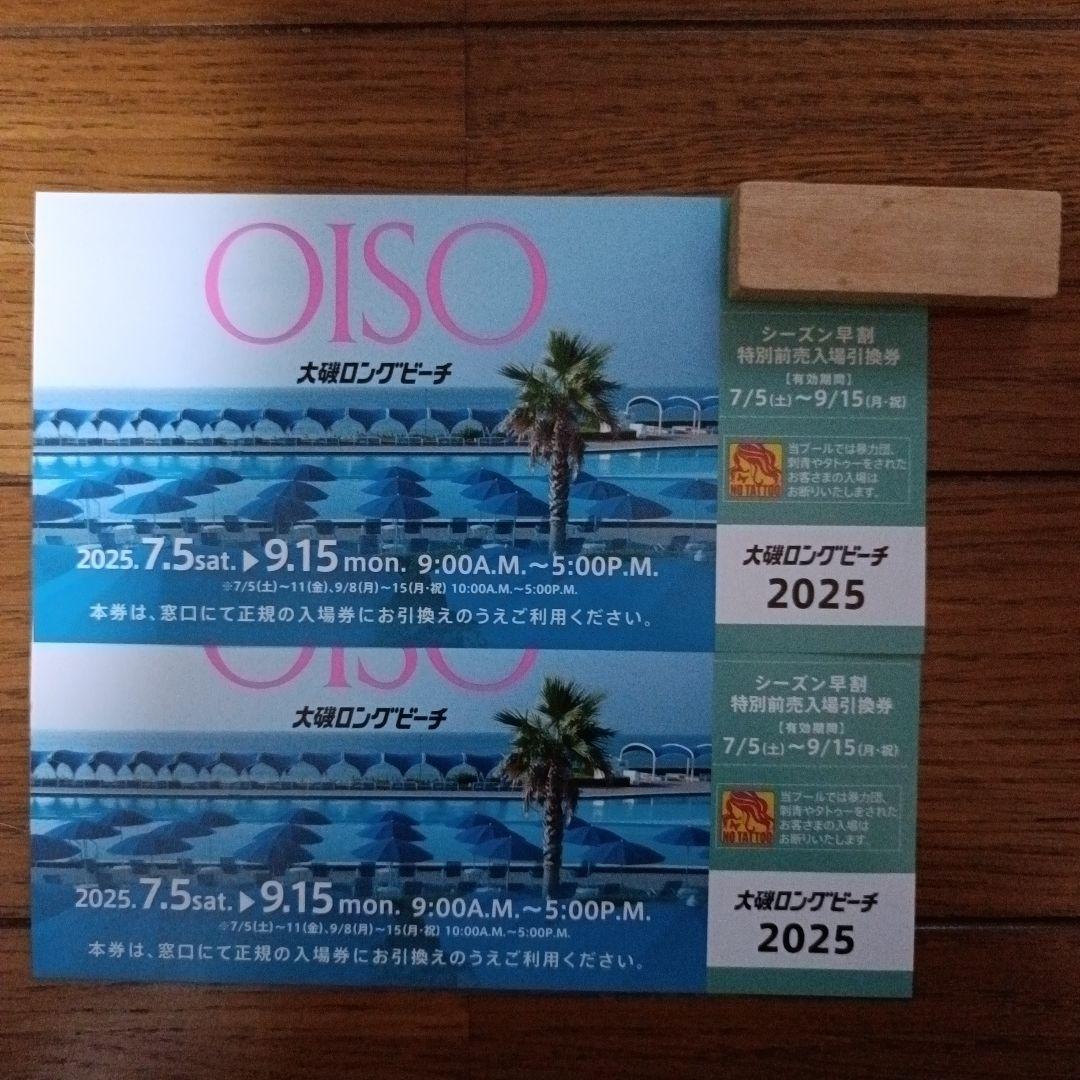 OISO
大磯ロングビーチ
2025. 7.5 sat. ▶ 9.15 mon. 9:00A.M.~5:00P.M.
※7/5(土)~11(金)、9/8(月)~15(月・祝) 10:00A.M.~5:00P.M.
本券は、窓口にて正規の入場券にお引換えのうえご利用ください。
シーズン早割
特別前売入場引換券
【有効期間】
7/5(土)~9/15(月・祝)
NO TATTOO
当プールでは暴力団、
刺青やタトゥーをされた
お客さまの入場は
お断りいたします。
大磯ロングビーチ
2025
OISO
大磯ロングビーチ
2025. 7.5 sat. ▶ 9.15 mon. 9:00A.M.~5:00P.M.
※7/5(土)~11(金)、9/8(月)~15(月・祝) 10:00A.M.~5:00P.M.
本券は、窓口にて正規の入場券にお引換えのうえご利用ください。
シーズン早割
特別前売入場引換券
【有効期間】
7/5(土)~9/15(月・祝)
NO TATTOO
当プールでは暴力団、
刺青やタトゥーをされた
お客さまの入場は
お断りいたします。
大磯ロングビーチ
2025